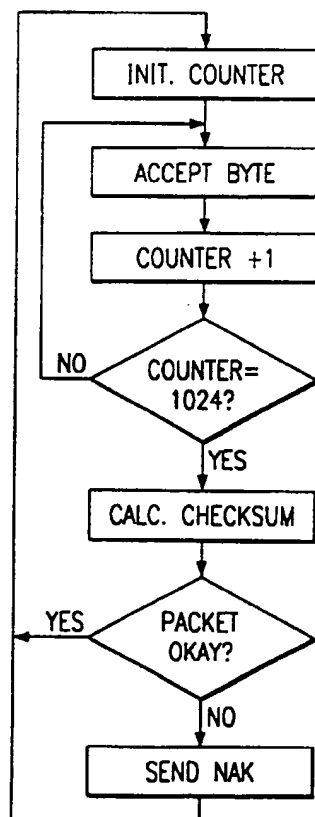 INIT. COUNTER
ACCEPT BYTE
COUNTER +1
NO
COUNTER=
1024?
YES
CALC. CHECKSUM
YES
PACKET
OKAY?
NO
SEND NAK